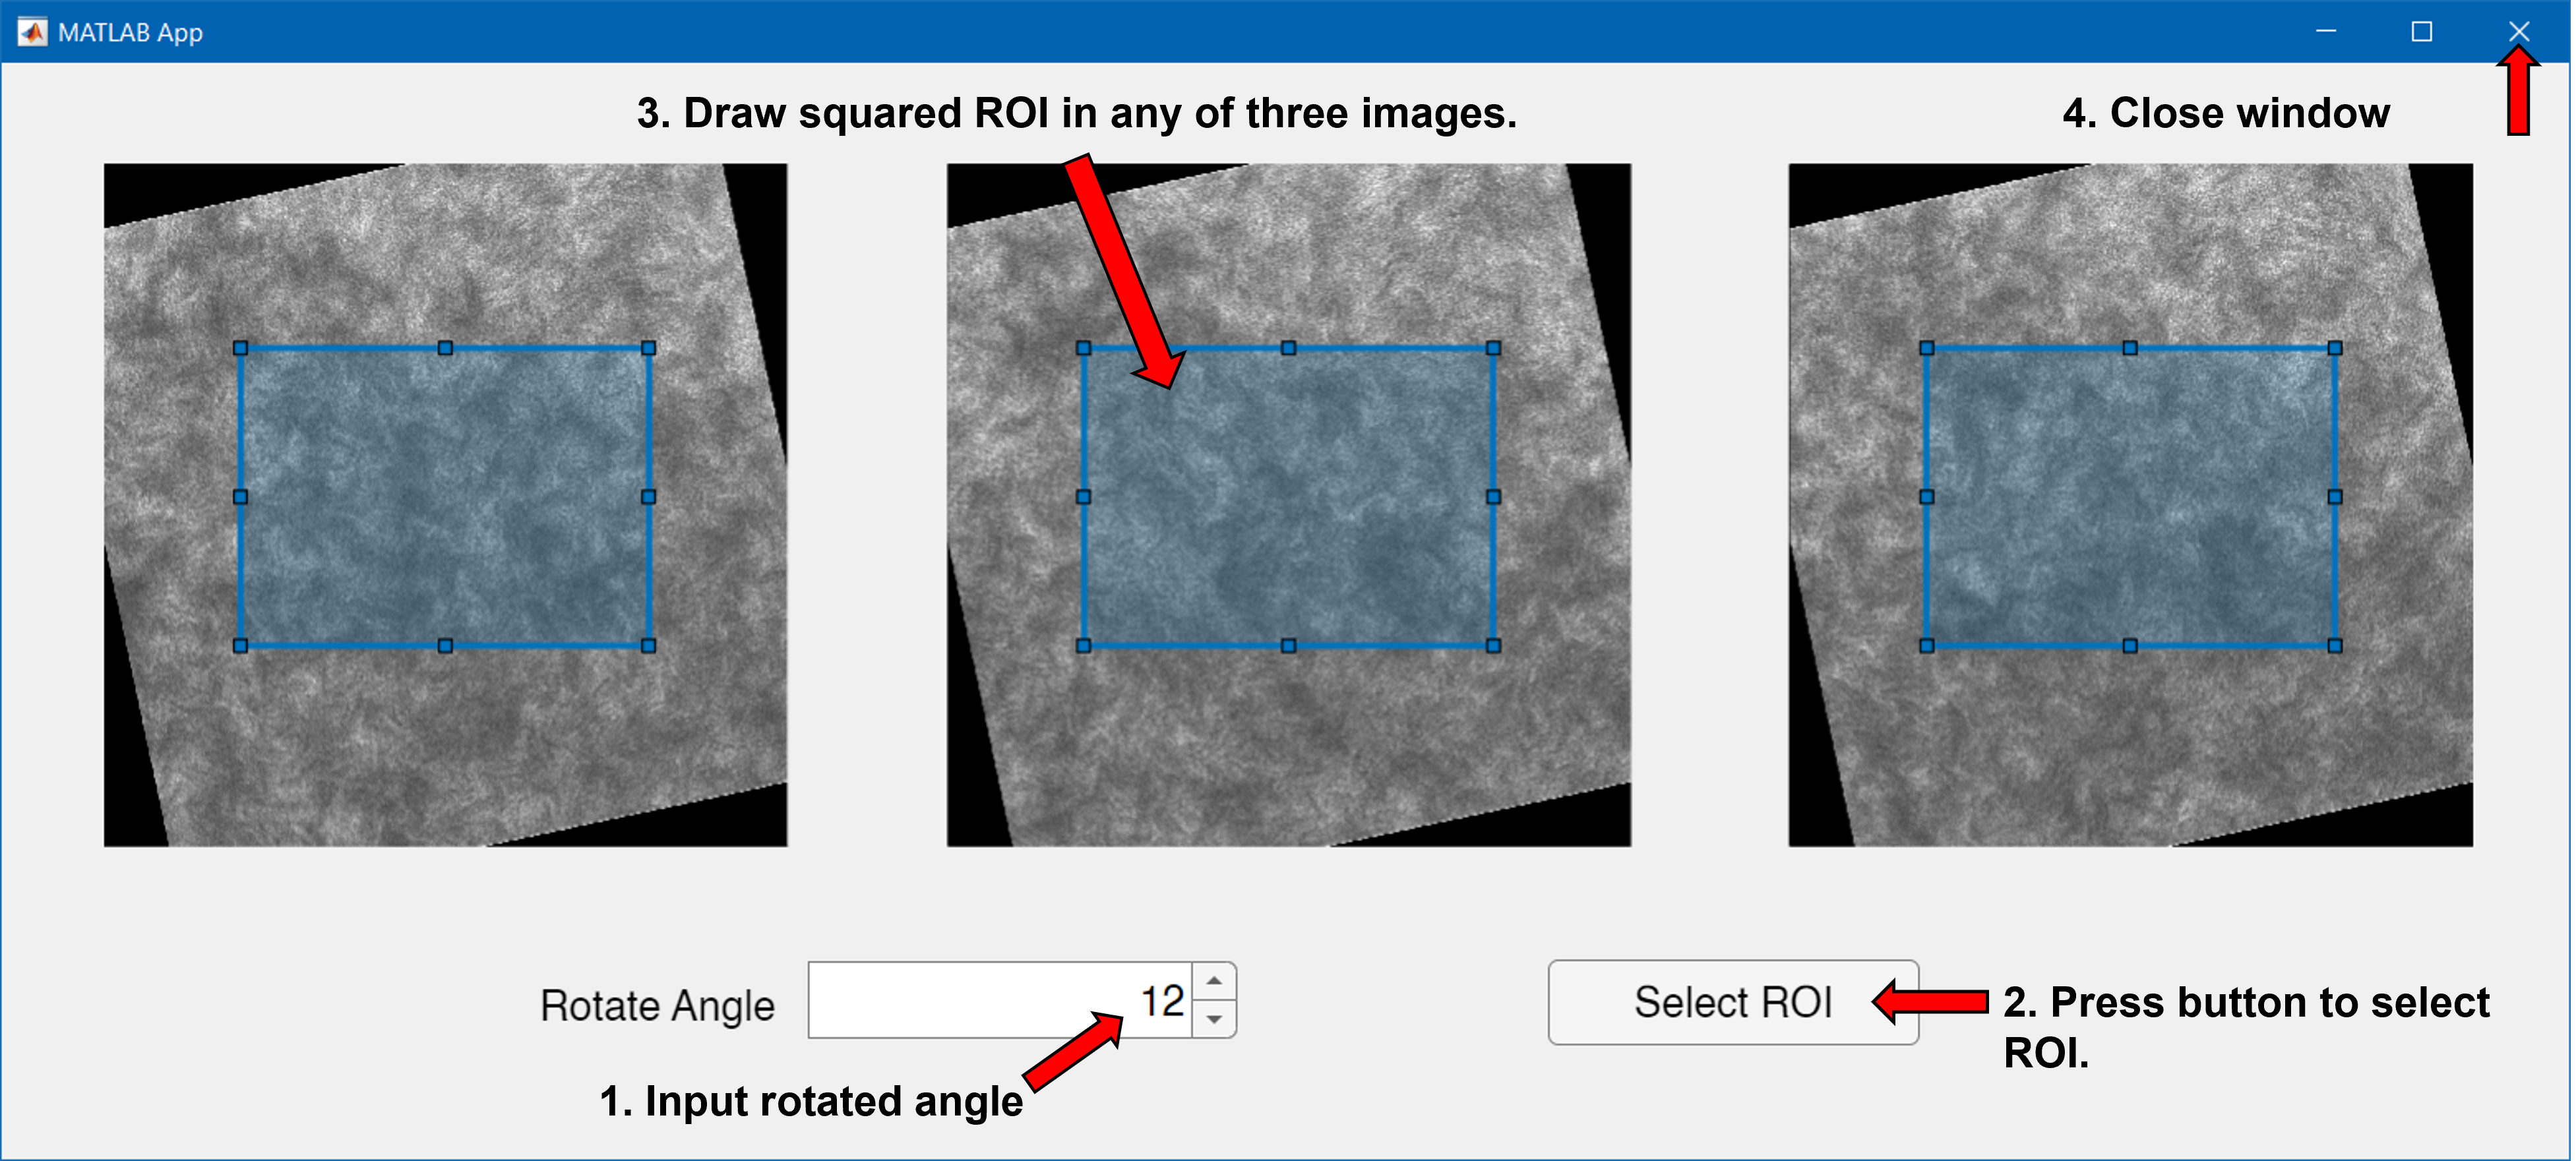 MATLAB App
3. Draw squared ROI in any of three images.
4. Close window
Rotate Angle
12
Select ROI
2. Press button to select
ROI.
1. Input rotated angle